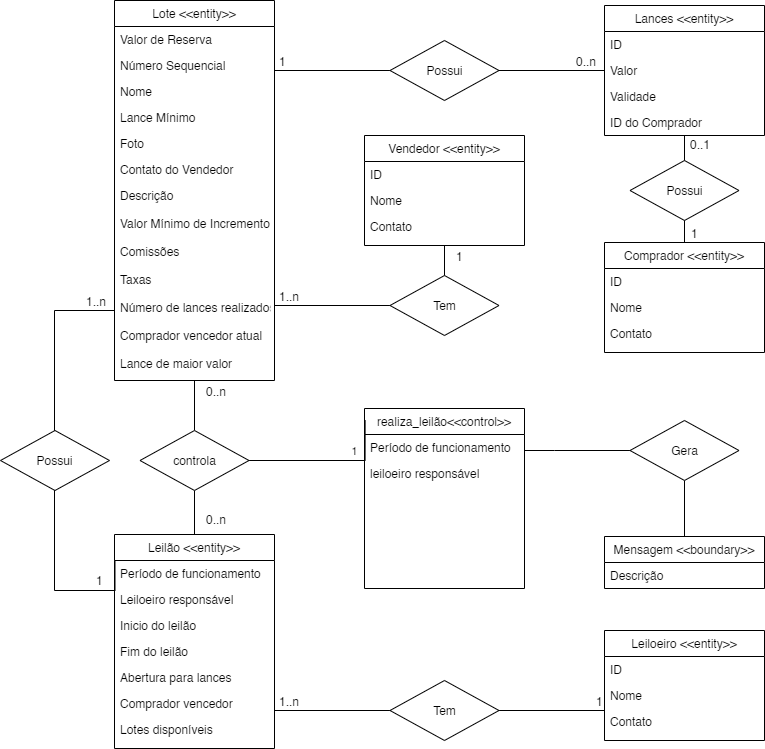 Lote <<entity>>
Valor de Reserva
Número Sequencial
Nome
Lance Mínimo
Foto
Contato do Vendedor
Descrição
Valor Mínimo de Incremento
Comissões
Taxas
Número de lances realizado
Comprador vencedor atual
Lance de maior valor
1
Possui
0..n
Lances <<entity>>
ID
Valor
Validade
ID do Comprador
0..1
Possui
1
Comprador <<entity>>
ID
Nome
Contato
Vendedor <<entity>>
ID
Nome
Contato
1
Tem
1..n
1..n
Possui
1
0..n
controla
1
0..n
realiza_leilão<<control>>
Período de funcionamento
leiloeiro responsável
Gera
Mensagem <<boundary>>
Descrição
Leilão <<entity>>
Período de funcionamento
Leiloeiro responsável
Inicio do leilão
Fim do leilão
Abertura para lances
Comprador vencedor
Lotes disponíveis
1..n
Tem
1
Leiloeiro <<entity>>
ID
Nome
Contato